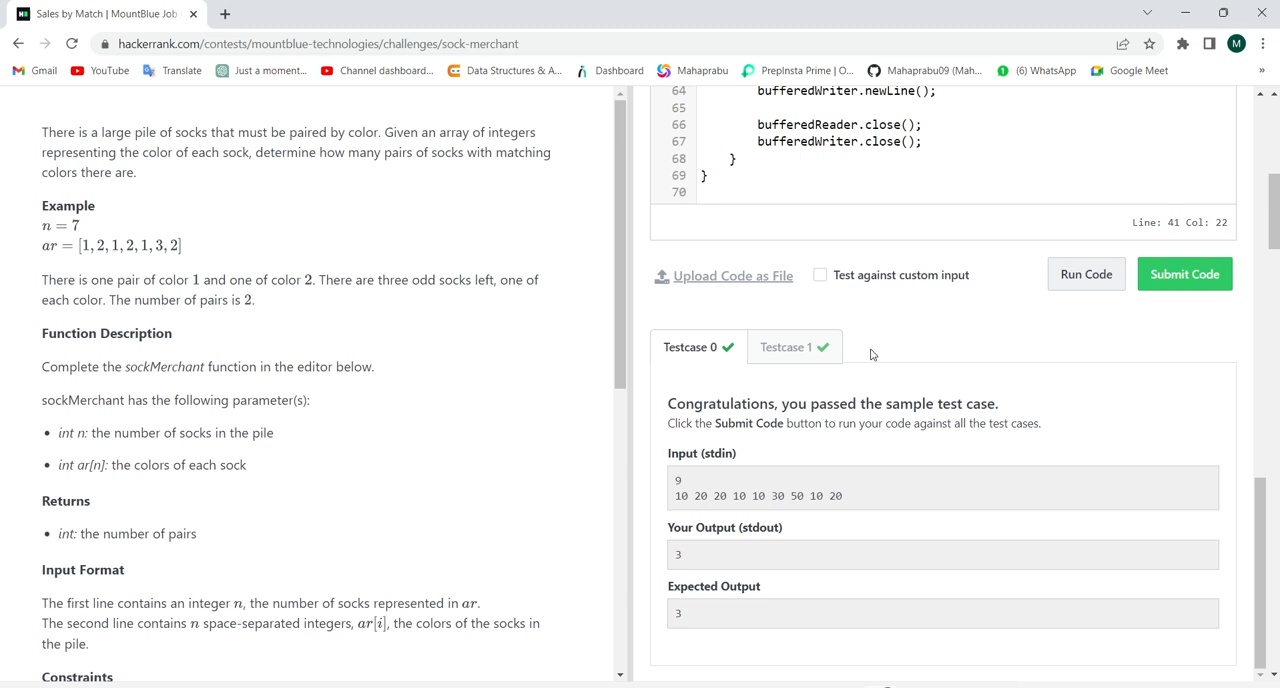 Sales by Match | MountBlue Job
hackerrank.com/contests/mountblue-technologies/challenges/sock-merchant
M
Gmail YouTube Translate Just a moment... Channel dashboard... Data Structures & A... Dashboard Mahaprabu PrepInsta Prime | O... Mahaprabu09 (Mah... (6) WhatsApp Google Meet »
There is a large pile of socks that must be paired by color. Given an array of integers
representing the color of each sock, determine how many pairs of socks with matching
colors there are.
Example
n = 7
ar = [1, 2, 1, 2, 1, 3, 2]
There is one pair of color 1 and one of color 2. There are three odd socks left, one of
each color. The number of pairs is 2.
Function Description
Complete the sockMerchant function in the editor below.
sockMerchant has the following parameter(s):
• int n: the number of socks in the pile
• int ar[n]: the colors of each sock
Returns
• int: the number of pairs
Input Format
The first line contains an integer n, the number of socks represented in ar.
The second line contains n space-separated integers, ar[i], the colors of the socks in
the pile.
Constraints
64 bufferedWriter.newLine();
65
66 bufferedReader.close();
67 bufferedWriter.close();
68 }
69 }
70
Line: 41 Col: 22
Upload Code as File Test against custom input Run Code Submit Code
Testcase 0 Testcase 1
Congratulations, you passed the sample test case.
Click the Submit Code button to run your code against all the test cases.
Input (stdin)
9
10 20 20 10 10 30 50 10 20
Your Output (stdout)
3
Expected Output
3